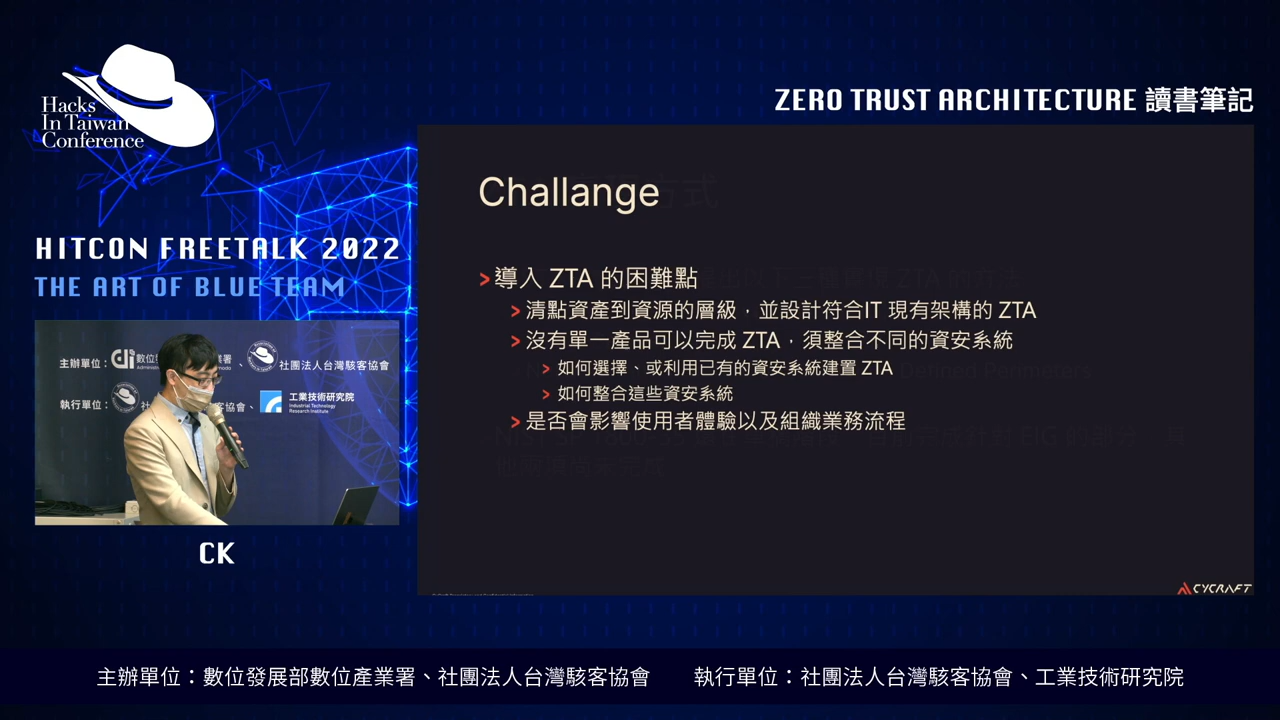 Hacks
In Taiwan
Conference
ZERO TRUST ARCHITECTURE 讀書筆記
HITCON FREETALK 2022
THE ART OF BLUE TEAM
主辦單位：
數位
署、社團法人台灣駭客協會
執行單位：社
客協會、
工業技術研究院
Industrial Technology
Research Institute
CK
Challange
> 導入 ZTA 的困難點
> 清點資產到資源的層級，並設計符合IT 現有架構的 ZTA
> 沒有單一產品可以完成 ZTA，須整合不同的資安系統
> 如何選擇、或利用已有的資安系統建置 ZTA
> 如何整合這些資安系統
> 是否會影響使用者體驗以及組織業務流程
CYCRAFT
主辦單位：數位發展部數位產業署、社團法人台灣駭客協會 執行單位：社團法人台灣駭客協會、工業技術研究院